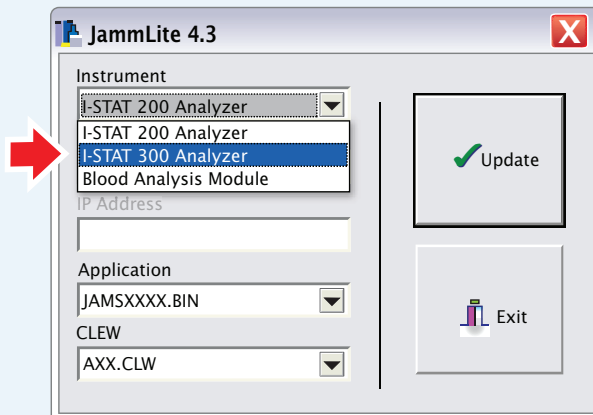 JammLite 4.3
X
Instrument
I-STAT 200 Analyzer
I-STAT 200 Analyzer
I-STAT 300 Analyzer
Blood Analysis Module
IP Address
Application
JAMSXXXX.BIN
CLEW
AXX.CLW
Update
Exit